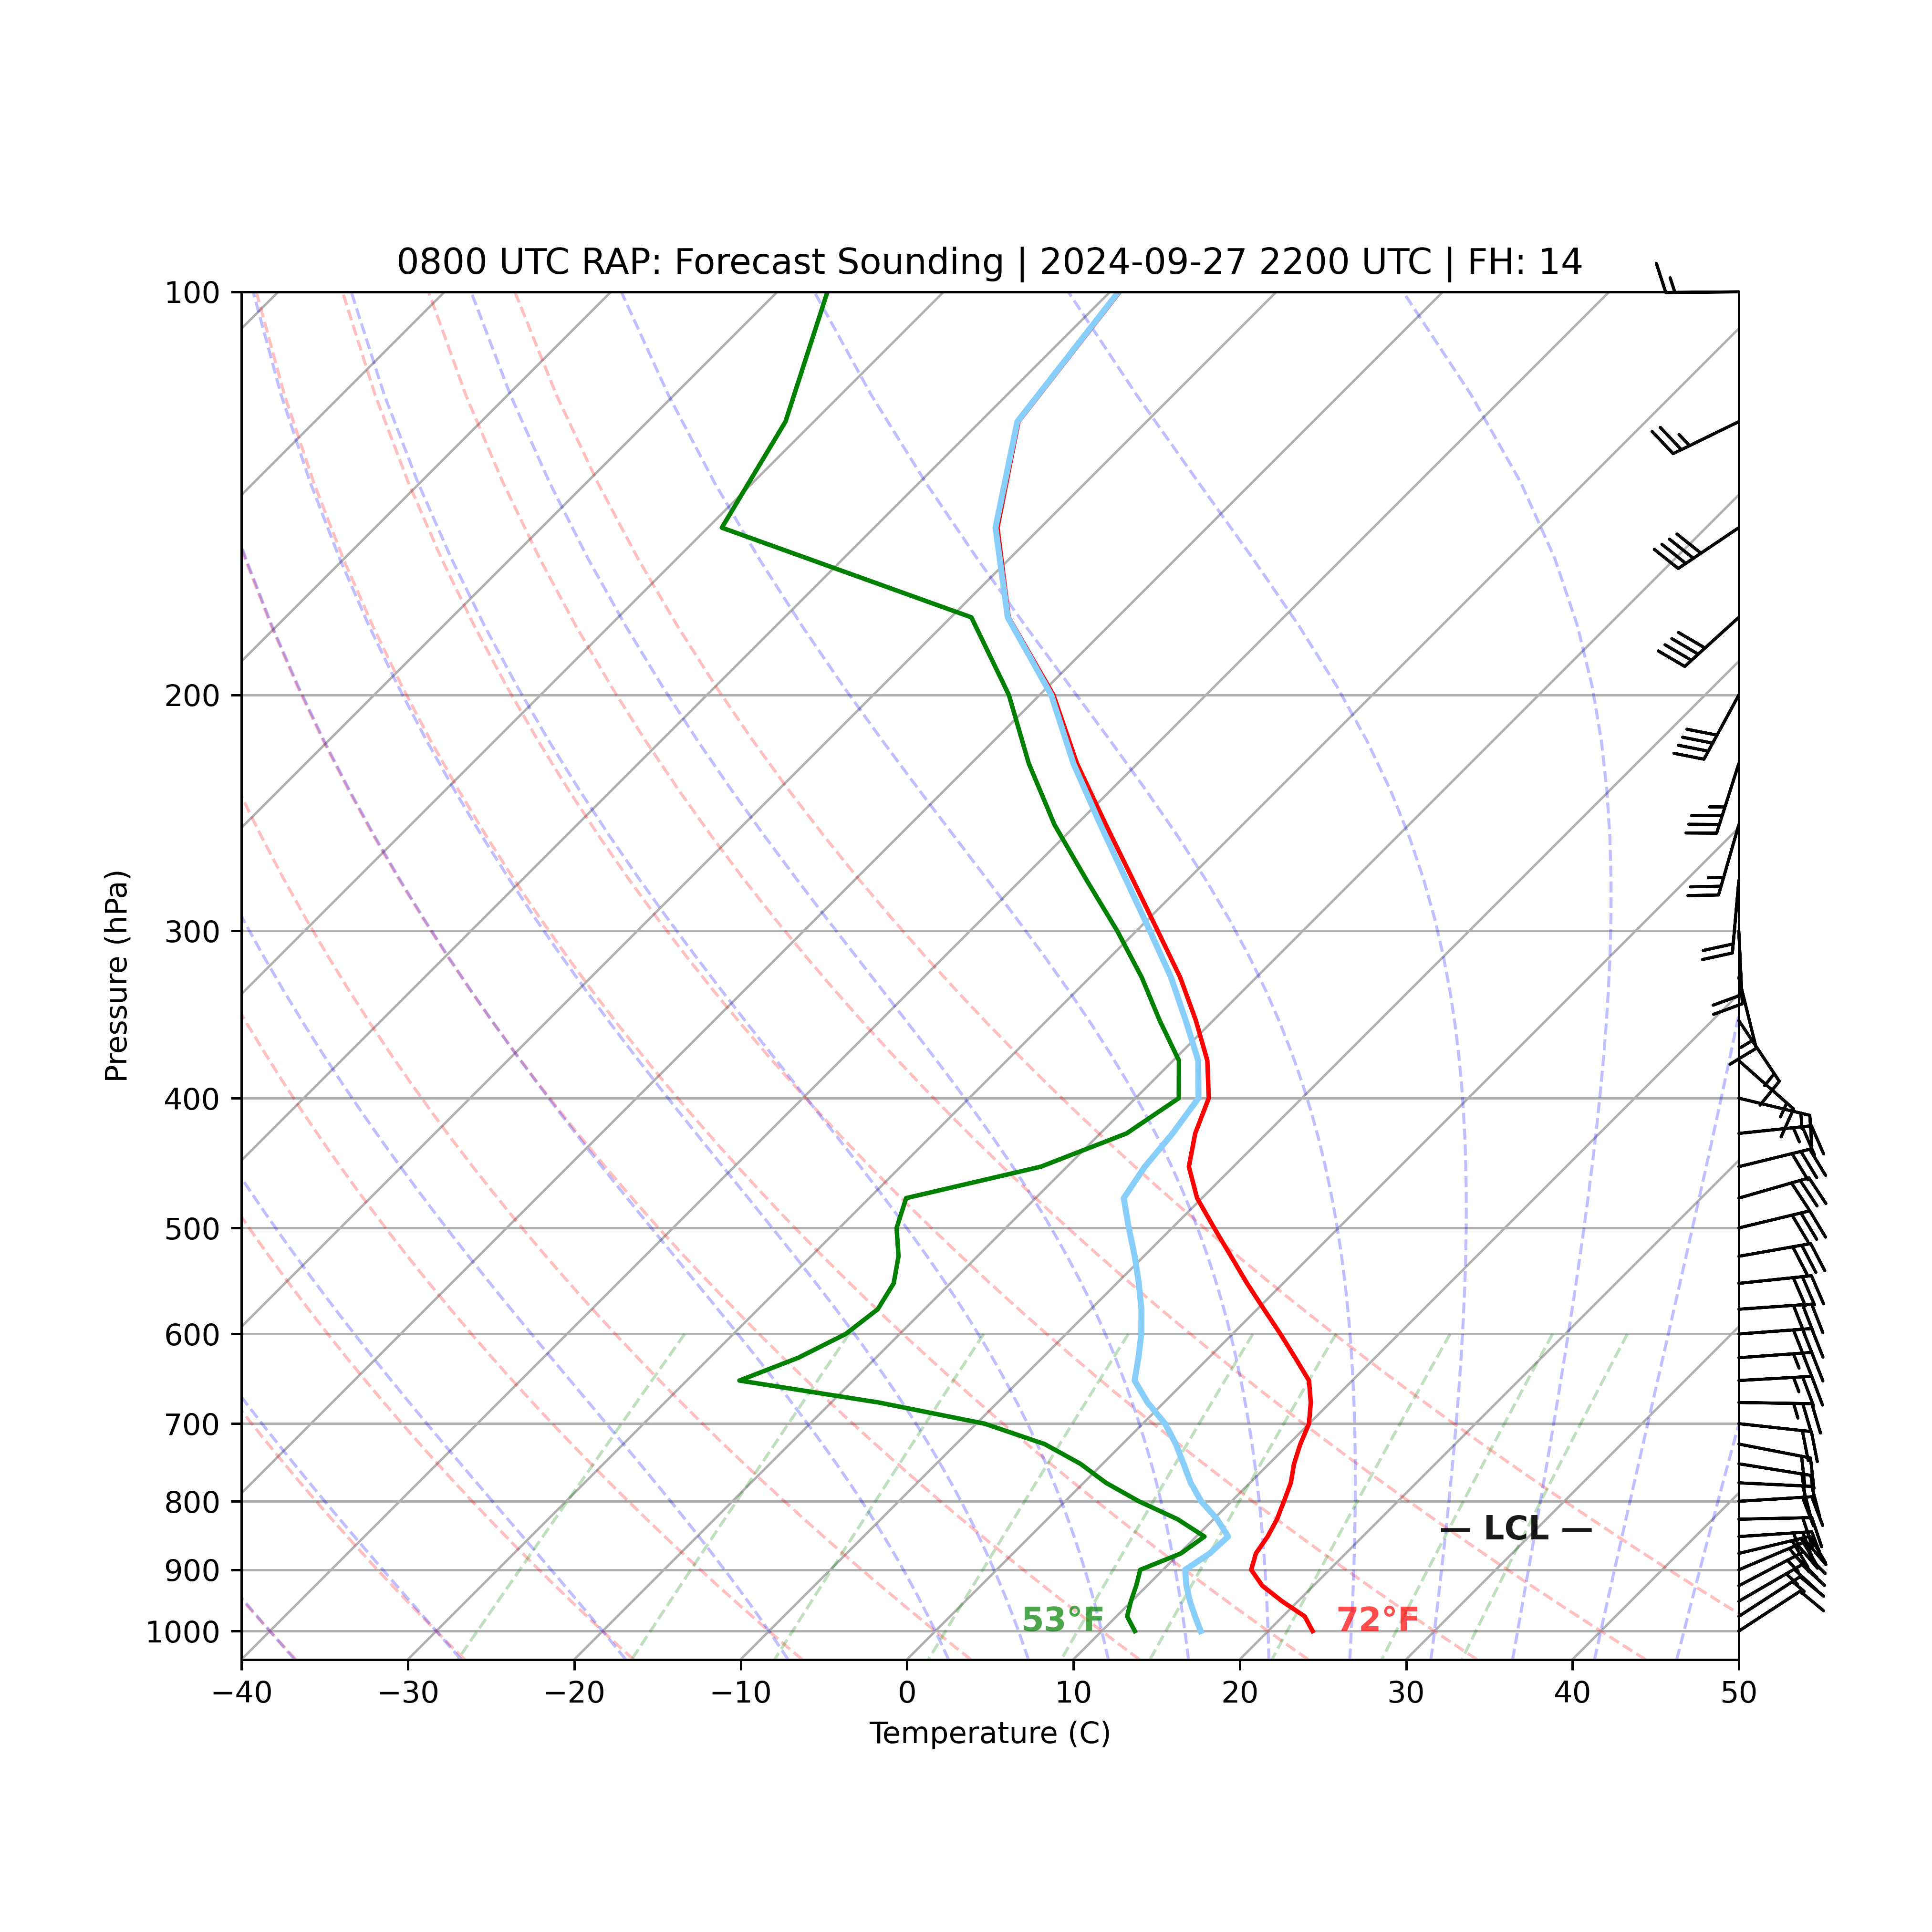 0800 UTC RAP: Forecast Sounding | 2024-09-27 2200 UTC | FH: 14
100
200
300
400
500
600
700
800
900
1000
Pressure (hPa)
— LCL —
53°F
72°F
−40 −30 −20 −10 0 10 20 30 40 50
Temperature (C)